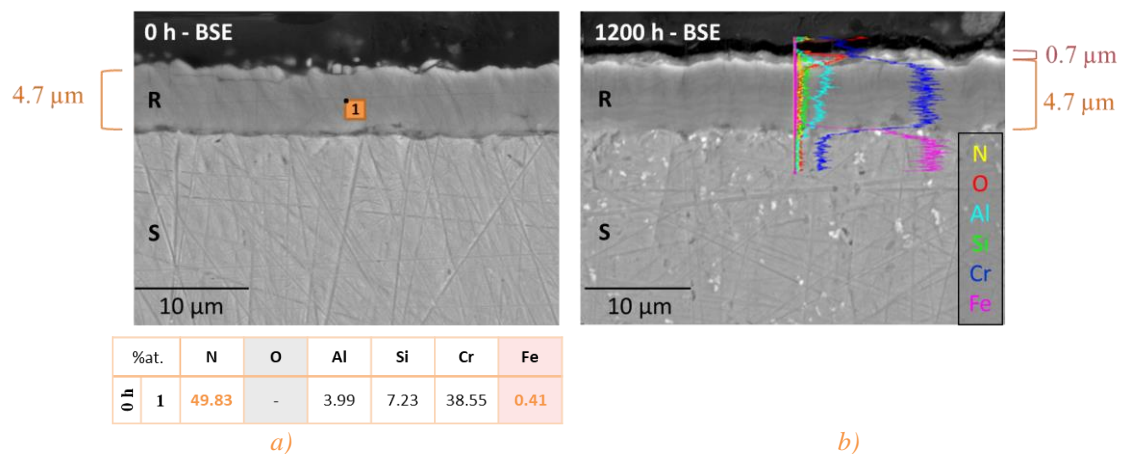 0 h - BSE
4.7 µm
R
1
S
10 µm
1200 h - BSE
0.7 µm
4.7 µm
R
S
10 µm
N
O
Al
Si
Cr
Fe
%at. N O Al Si Cr Fe
0 h 1 49.83 - 3.99 7.23 38.55 0.41
a)
b)